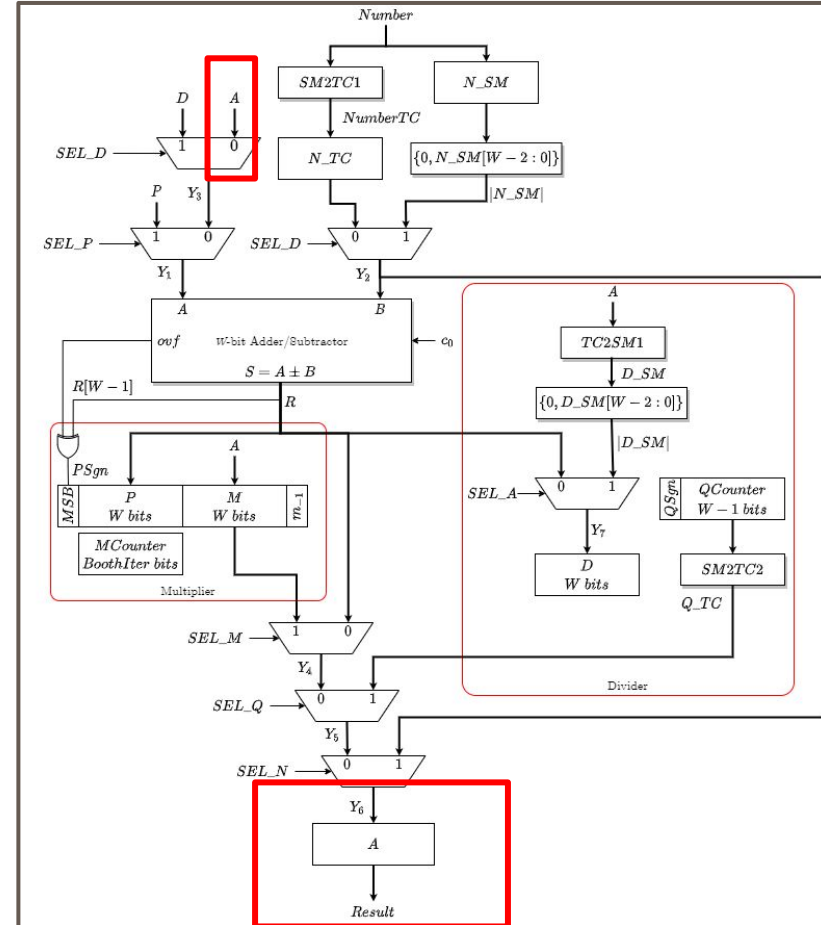 Number
SM2TC1
N_SM
D
A
NumberTC
1
0
SEL_D
N_TC
{0, N_SM[W − 2 : 0]}
P
Y₃
|N_SM|
1
0
SEL_P
0
1
SEL_D
Y₁
Y₂
A
B
ovf
W-bit Adder/Subtractor
c₀
S = A ± B
A
TC2SM1
R[W − 1]
R
D_SM
{0, D_SM[W − 2 : 0]}
PSgn
A
|D_SM|
MSB
P
W bits
M
W bits
m₋₁
SEL_A
0
1
QSgn
QCounter
W − 1 bits
MCounter
BoothIter bits
Y₇
Multiplier
D
W bits
SM2TC2
Q_TC
SEL_M
1
0
Y₄
Divider
SEL_Q
0
1
Y₅
SEL_N
0
1
Y₆
A
Result